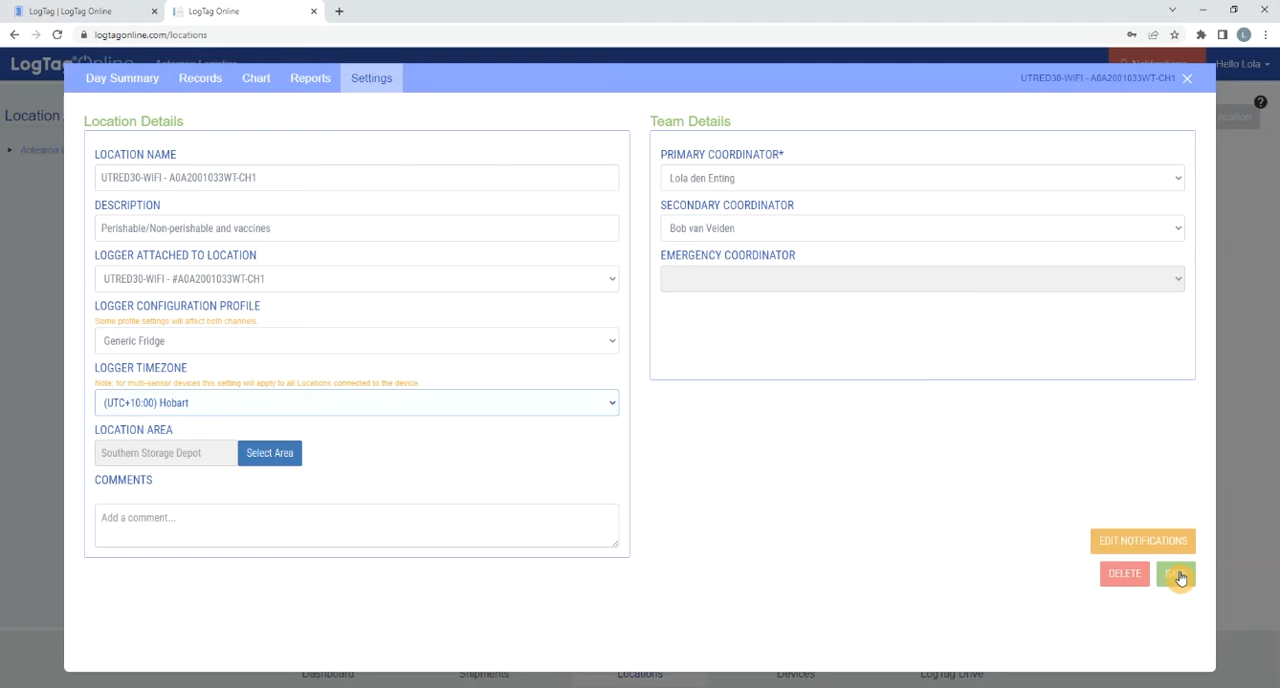 LogTag | LogTag Online
LogTag Online
logtagonline.com/locations
L
LogTag Online
Hello Lola
Day Summary
Records
Chart
Reports
Settings
UTRED30-WIFI - A0A2001033WT-CH1
Location
Location Details
LOCATION NAME
UTRED30-WIFI - A0A2001033WT-CH1
DESCRIPTION
Perishable/Non-perishable and vaccines
LOGGER ATTACHED TO LOCATION
UTRED30-WIFI - #A0A2001033WT-CH1
LOGGER CONFIGURATION PROFILE
Some profile settings will affect both channels.
Generic Fridge
LOGGER TIMEZONE
Note: for multi-sensor devices this setting will apply to all Locations connected to the device.
(UTC+10:00) Hobart
LOCATION AREA
Southern Storage Depot
Select Area
COMMENTS
Add a comment...
Team Details
PRIMARY COORDINATOR*
Lola den Enting
SECONDARY COORDINATOR
Bob van Velden
EMERGENCY COORDINATOR
EDIT NOTIFICATIONS
DELETE
Dashboard
Shipments
Locations
Devices
LogTag Drive